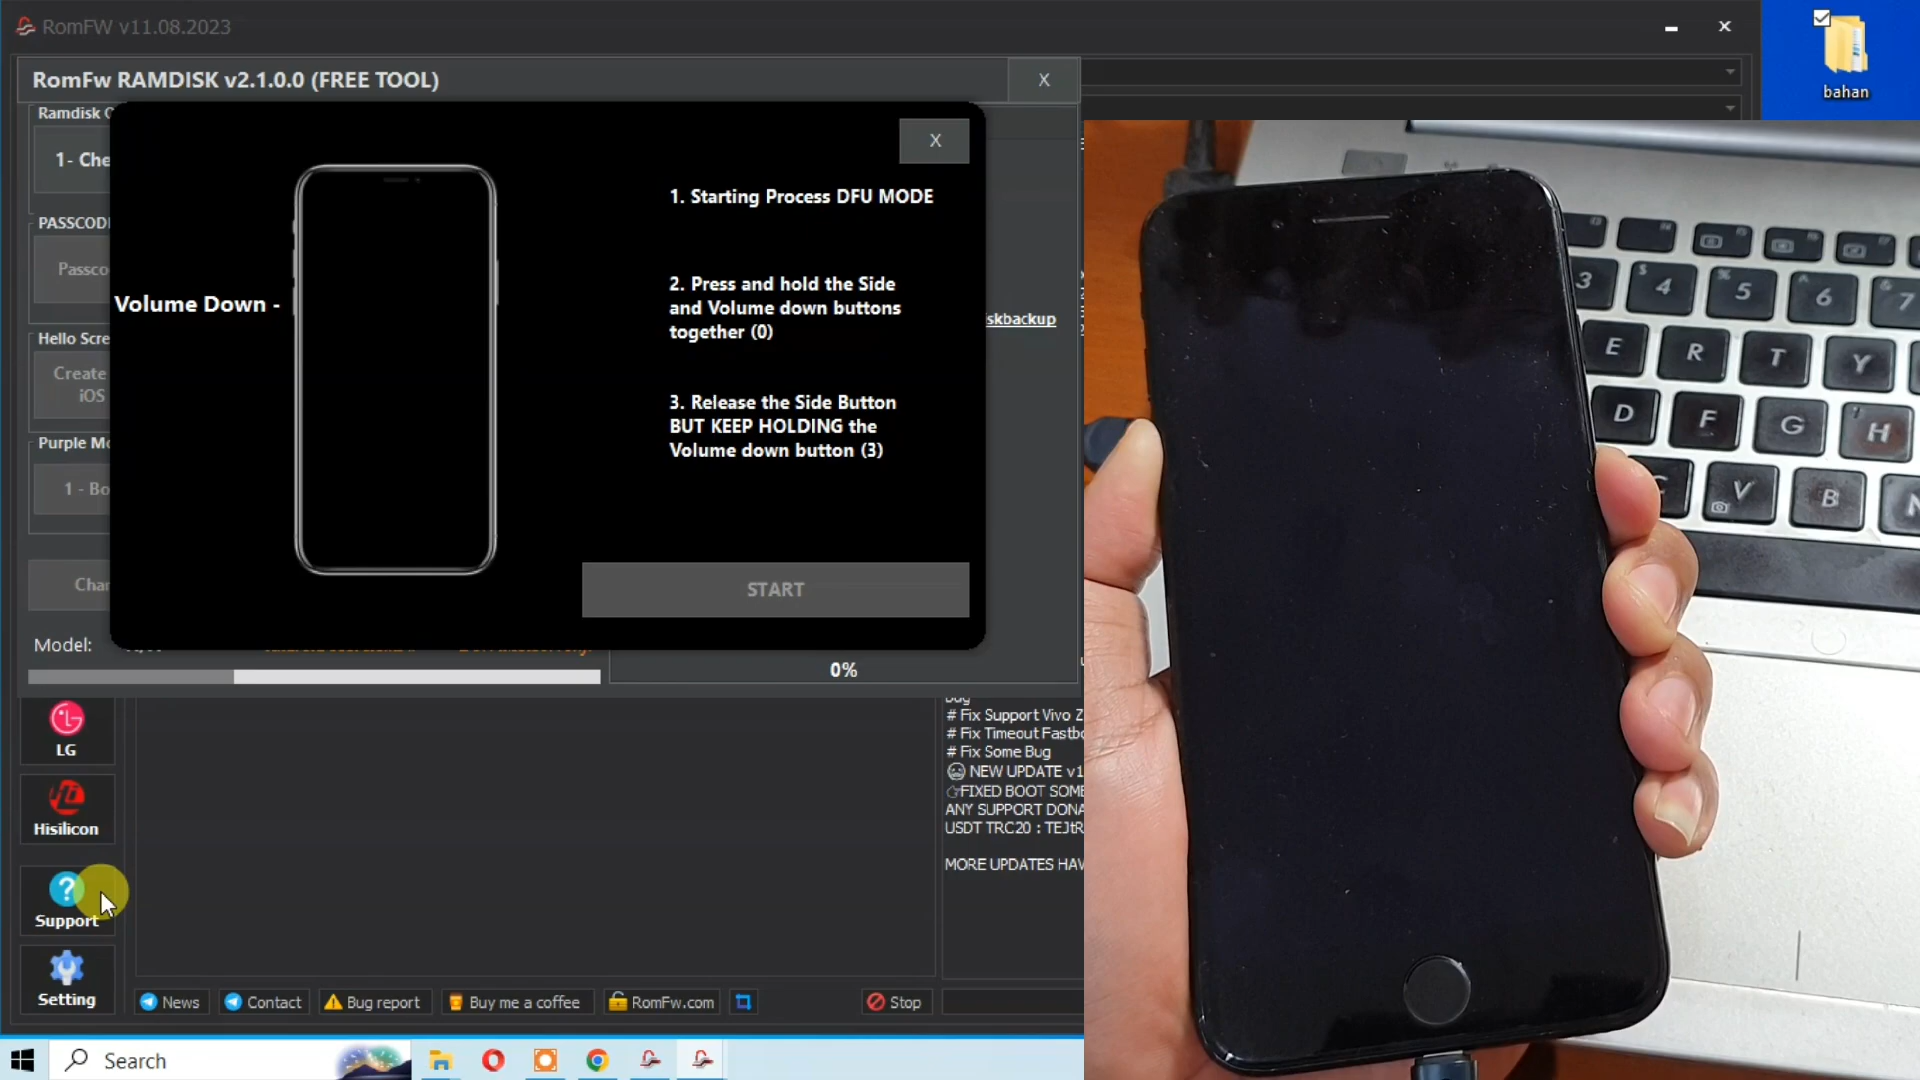 RomFW v11.08.2023
RomFw RAMDISK v2.1.0.0 (FREE TOOL)
X
bahan
Ramdisk
1- Che
X
1. Starting Process DFU MODE
PASSCOD
Passco
2. Press and hold the Side
and Volume down buttons
together (0)
Volume Down -
skbackup
Hello Scre
Create
iOS
3. Release the Side Button
BUT KEEP HOLDING the
Volume down button (3)
Purple Mo
1 - Bo
START
Model:
0%
LG
# Fix Support Vivo Z
# Fix Timeout Fastbo
# Fix Some Bug
NEW UPDATE v1
FIXED BOOT SOME
ANY SUPPORT DONA
USDT TRC20 : TEJtR
MORE UPDATES HAV
Hisilicon
Support
Setting
News
Contact
Bug report
Buy me a coffee
RomFw.com
Stop
Search
3
$ 4
5
6
7
E
R
T
Y
D
F
G
H
C
V
B
N